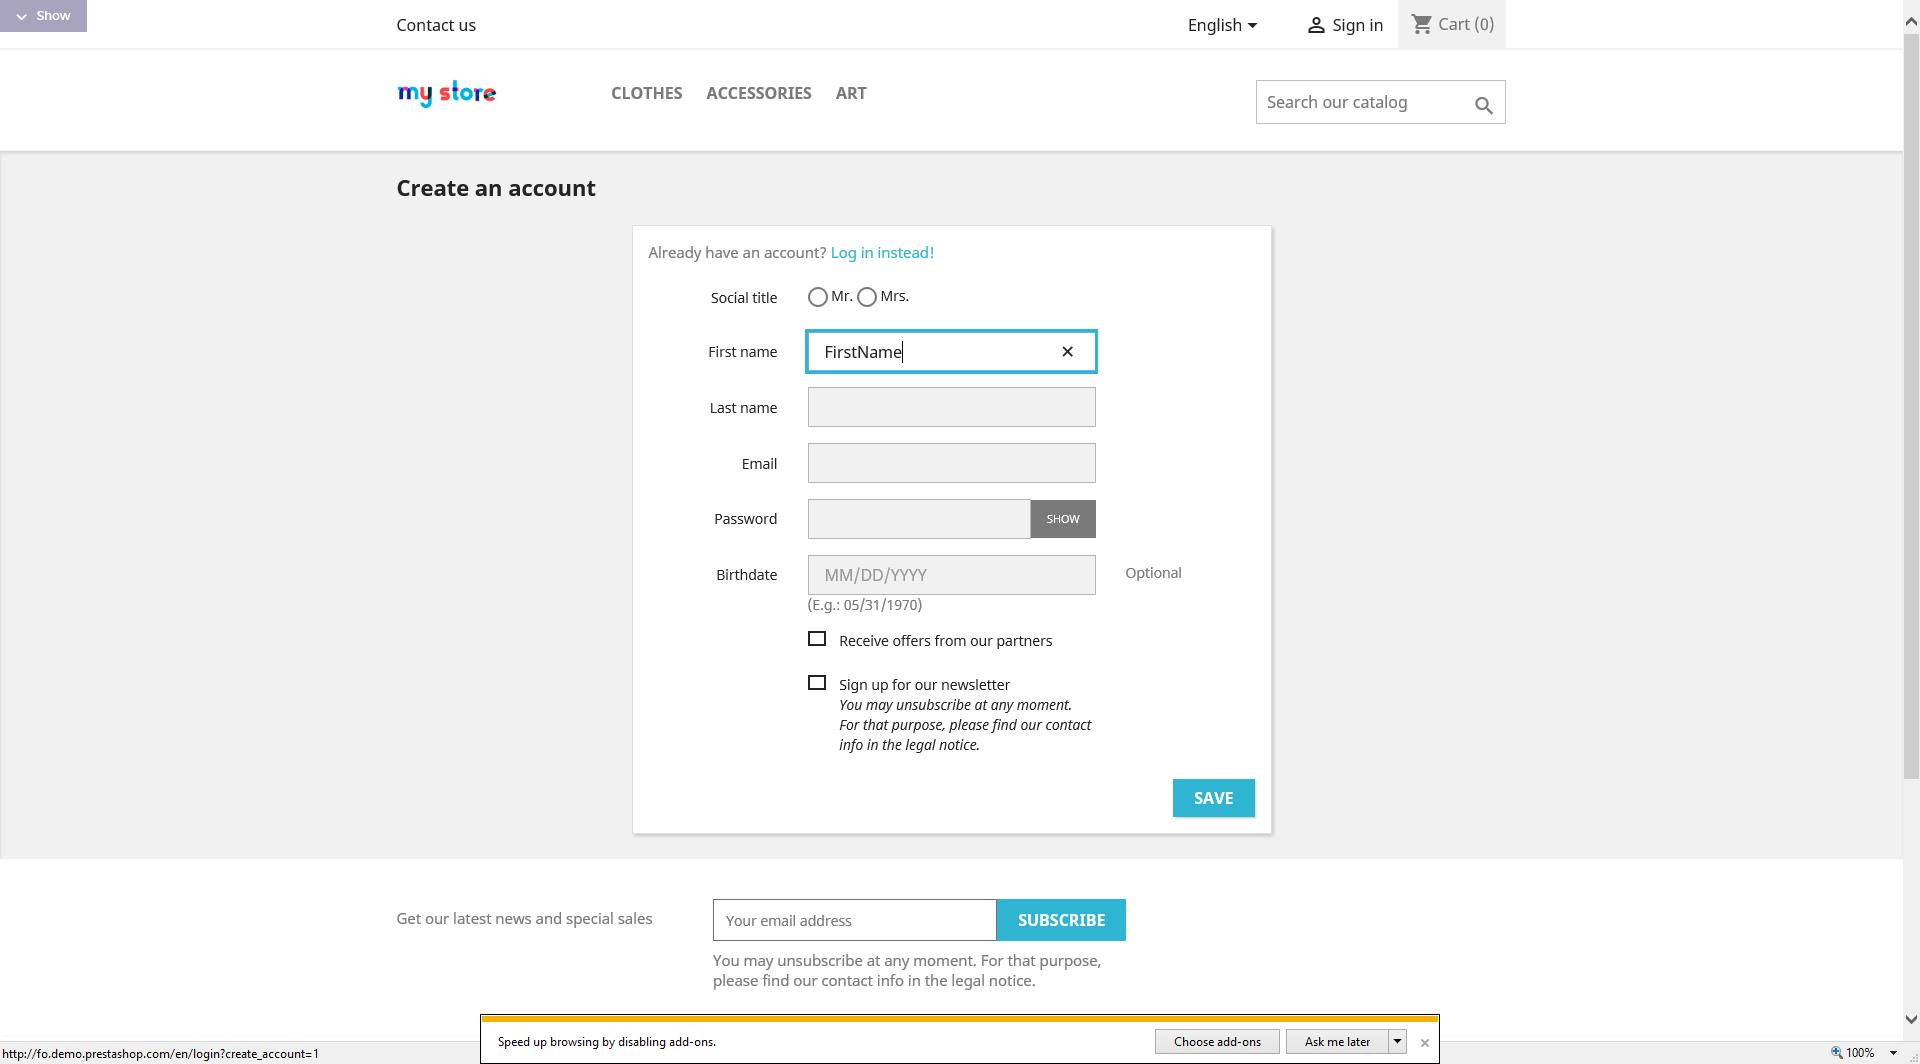 Show
Contact us
English
Sign in
Cart (0)
my store
CLOTHES
ACCESSORIES
ART
Search our catalog
Create an account
Already have an account? Log in instead!
Social title
Mr.
Mrs.
First name
FirstName
Last name
Email
Password
SHOW
Birthdate
MM/DD/YYYY
Optional
(E.g.: 05/31/1970)
Receive offers from our partners
Sign up for our newsletter
You may unsubscribe at any moment.
For that purpose, please find our contact
info in the legal notice.
SAVE
Get our latest news and special sales
Your email address
SUBSCRIBE
You may unsubscribe at any moment. For that purpose,
please find our contact info in the legal notice.
Speed up browsing by disabling add-ons.
Choose add-ons
Ask me later
http://fo.demo.prestashop.com/en/login?create_account=1
100%